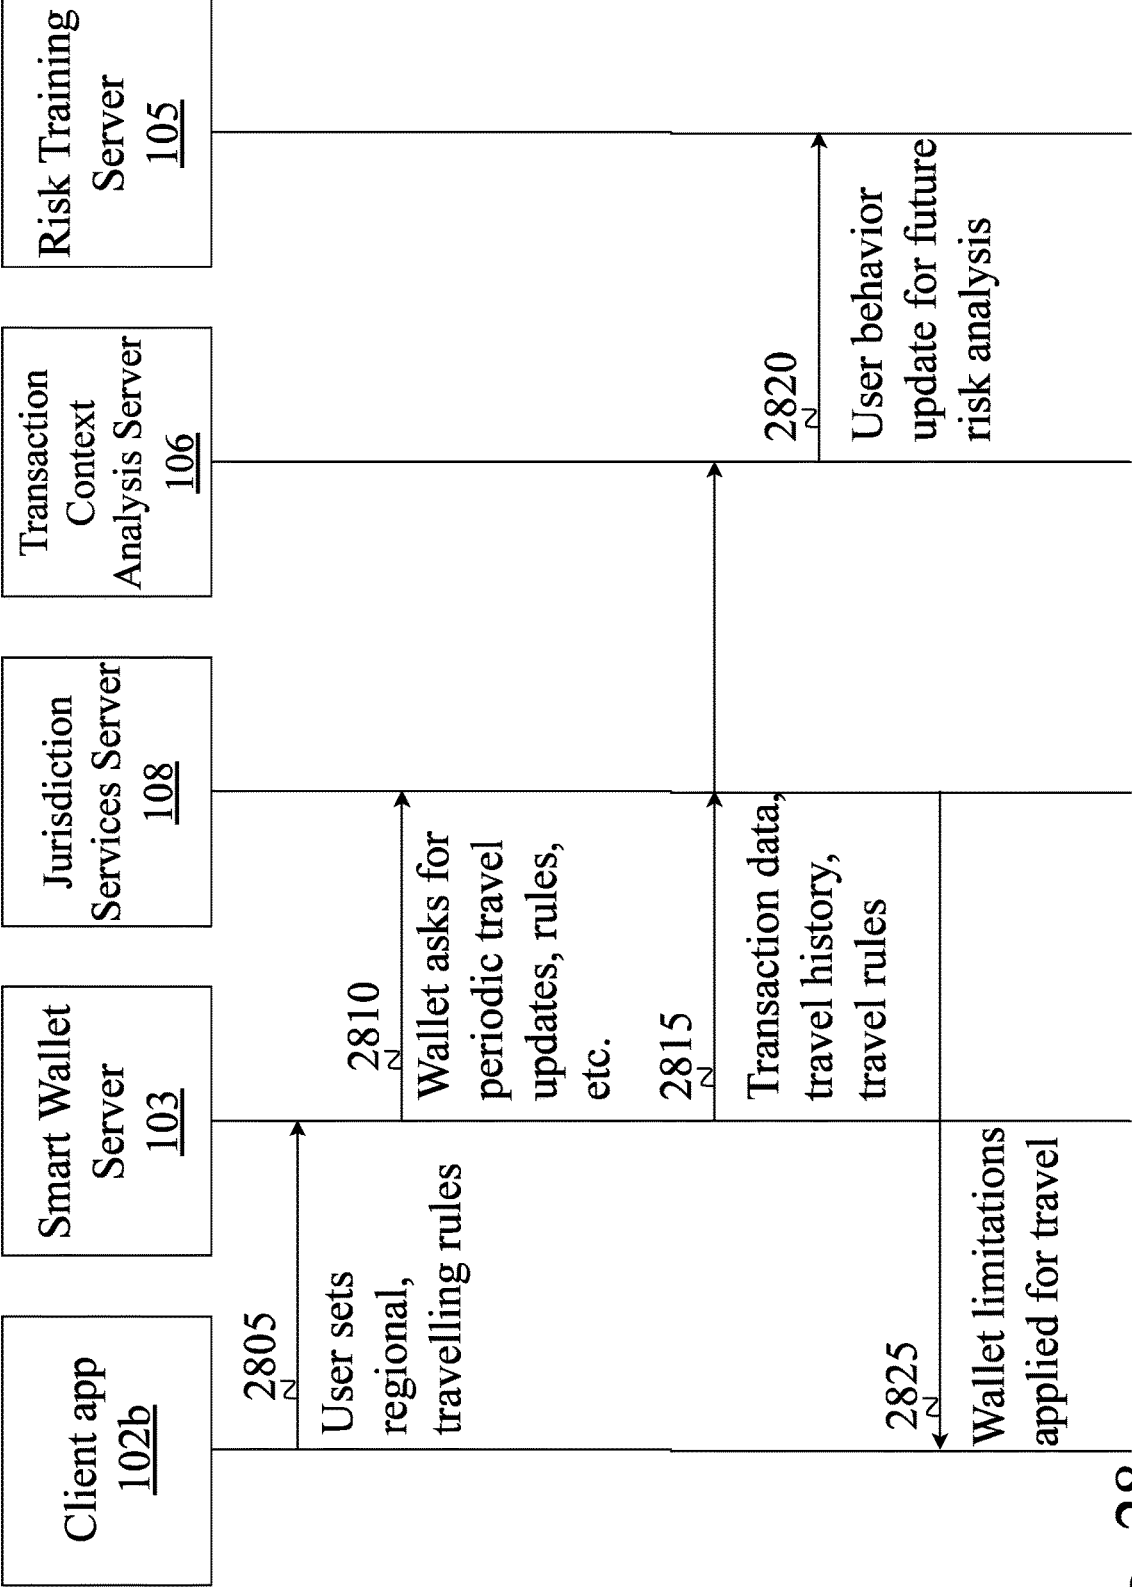 Client app
102b
Smart Wallet
Server
103
Jurisdiction
Services Server
108
Transaction
Context
Analysis Server
106
Risk Training
Server
105
2805
User sets
regional,
travelling rules
2810
Wallet asks for
periodic travel
updates, rules,
etc.
2815
Transaction data,
travel history,
travel rules
2820
User behavior
update for future
risk analysis
2825
Wallet limitations
applied for travel
28